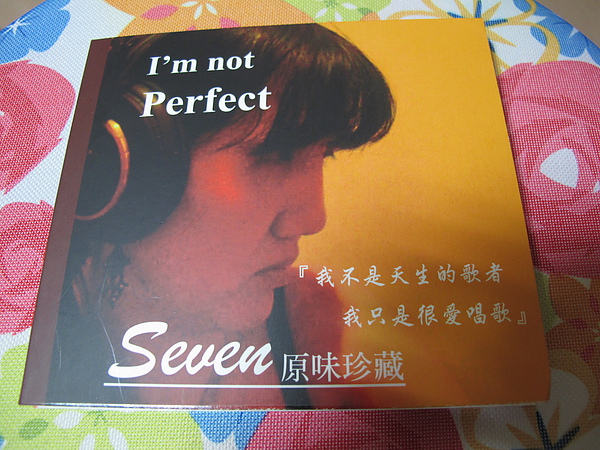 I'm not
Perfect
『我不是天生的歌者
我只是很愛唱歌』
Seven 原味珍藏